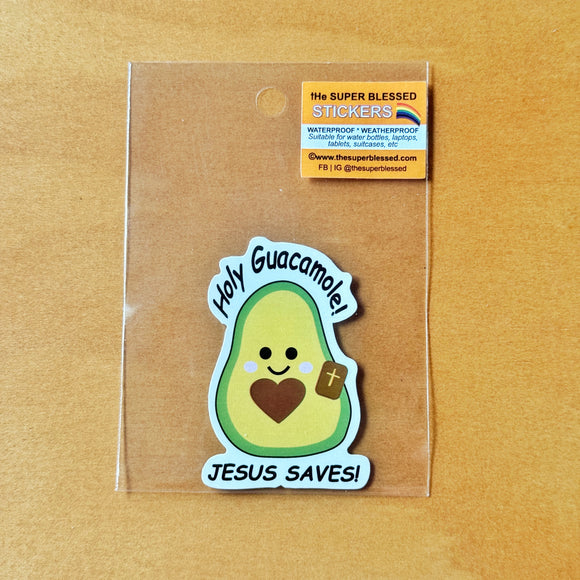 tHe SUPER BLESSED
STICKERS
WATERPROOF * WEATHERPROOF
Suitable for water bottles, laptops,
tablets, suitcases, etc
©www.thesuperblessed.com
FB | IG @thesuperblessed
Holy Guacamole!
JESUS SAVES!